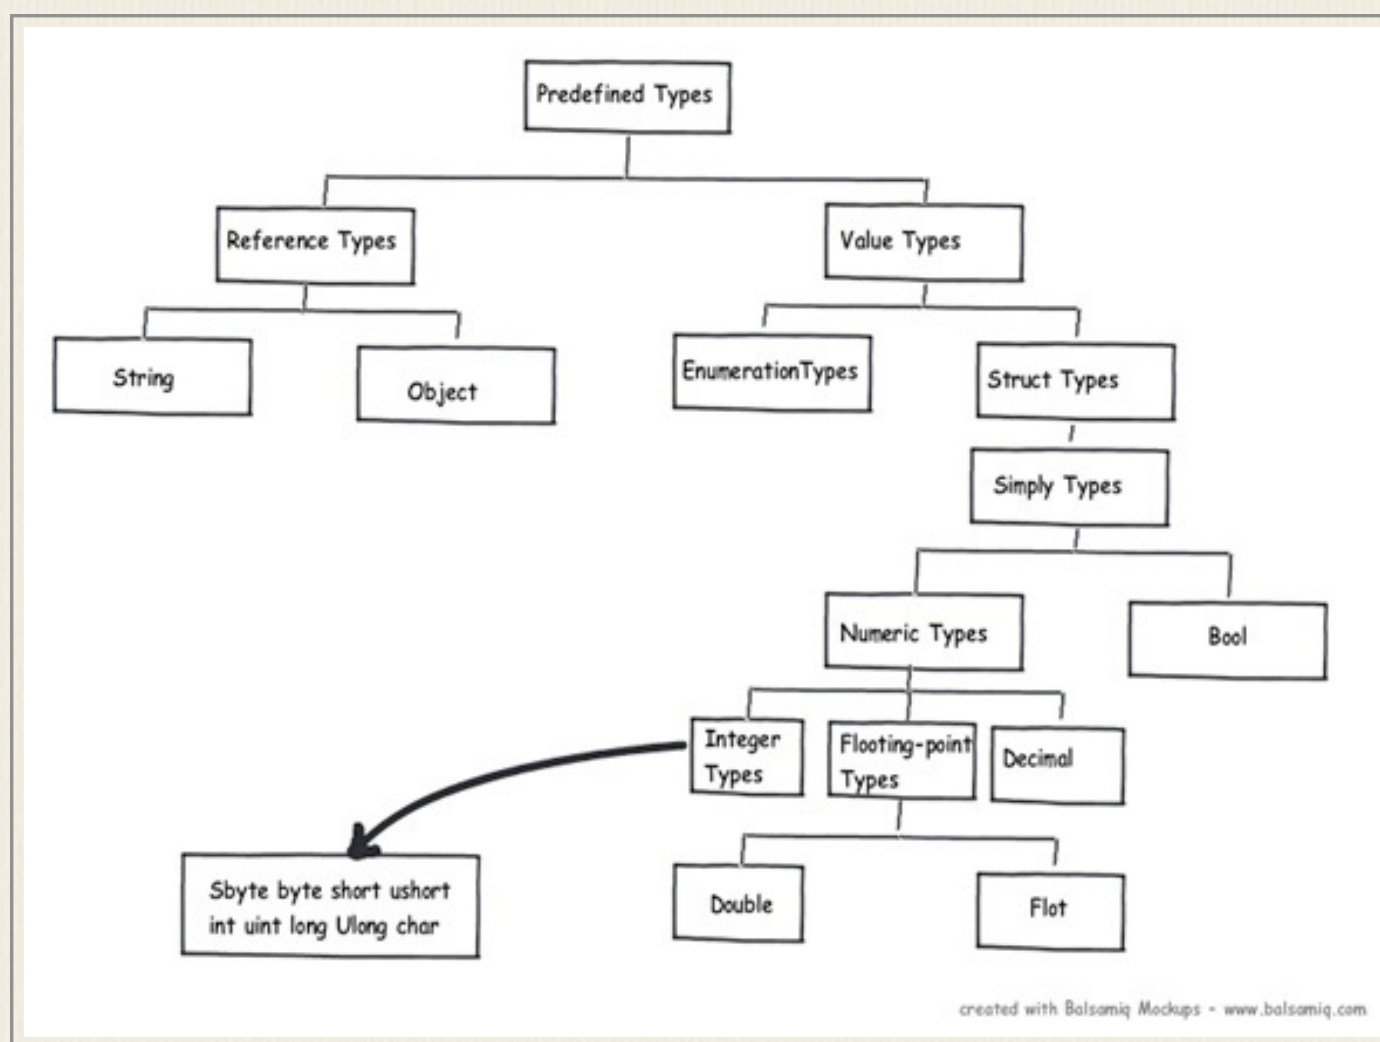 Predefined Types
Reference Types
Value Types
String
Object
EnumerationTypes
Struct Types
Simply Types
Numeric Types
Bool
Integer
Types
Flooting-point
Types
Decimal
Sbyte byte short ushort
int uint long Ulong char
Double
Flot
created with Balsamiq Mockups - www.balsamiq.com